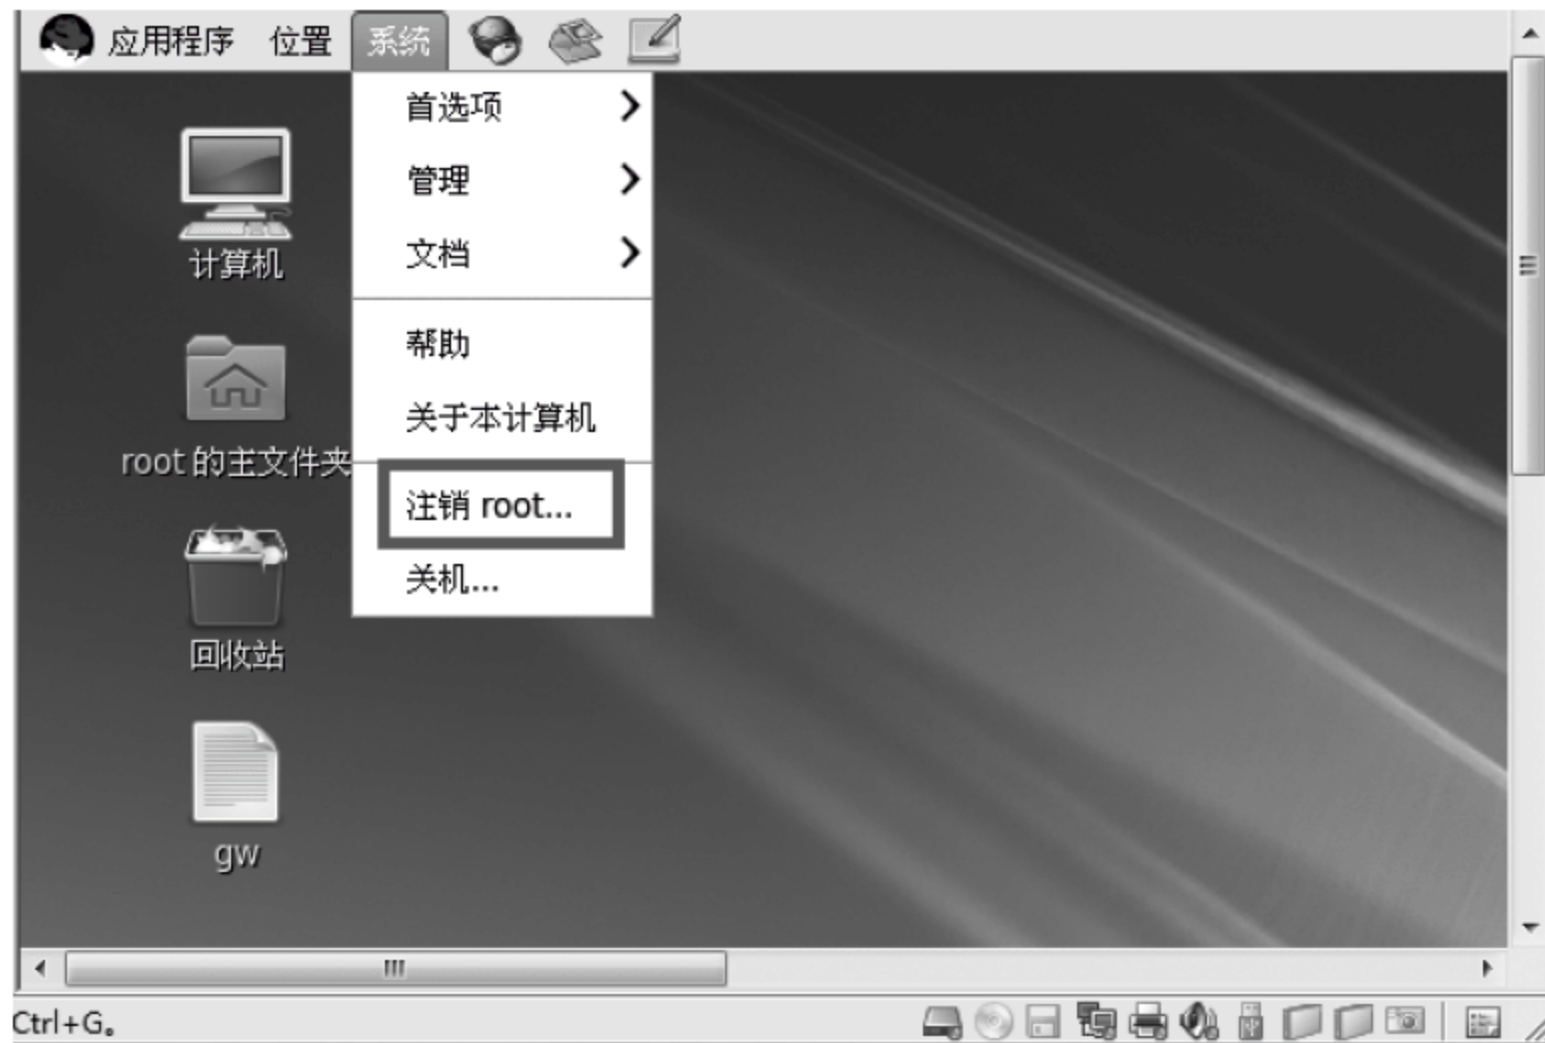 应用程序 位置 系统
首选项
管理
文档
帮助
关于本计算机
注销 root...
关机...
计算机
root 的主文件夹
回收站
gw
Ctrl+G。